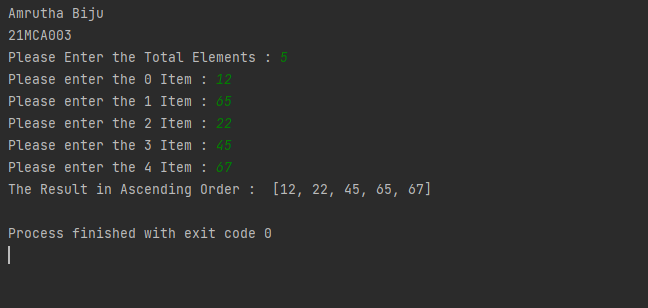 Amrutha Biju
21MCA003
Please Enter the Total Elements : 5
Please enter the 0 Item : 12
Please enter the 1 Item : 65
Please enter the 2 Item : 22
Please enter the 3 Item : 45
Please enter the 4 Item : 67
The Result in Ascending Order :  [12, 22, 45, 65, 67]
Process finished with exit code 0